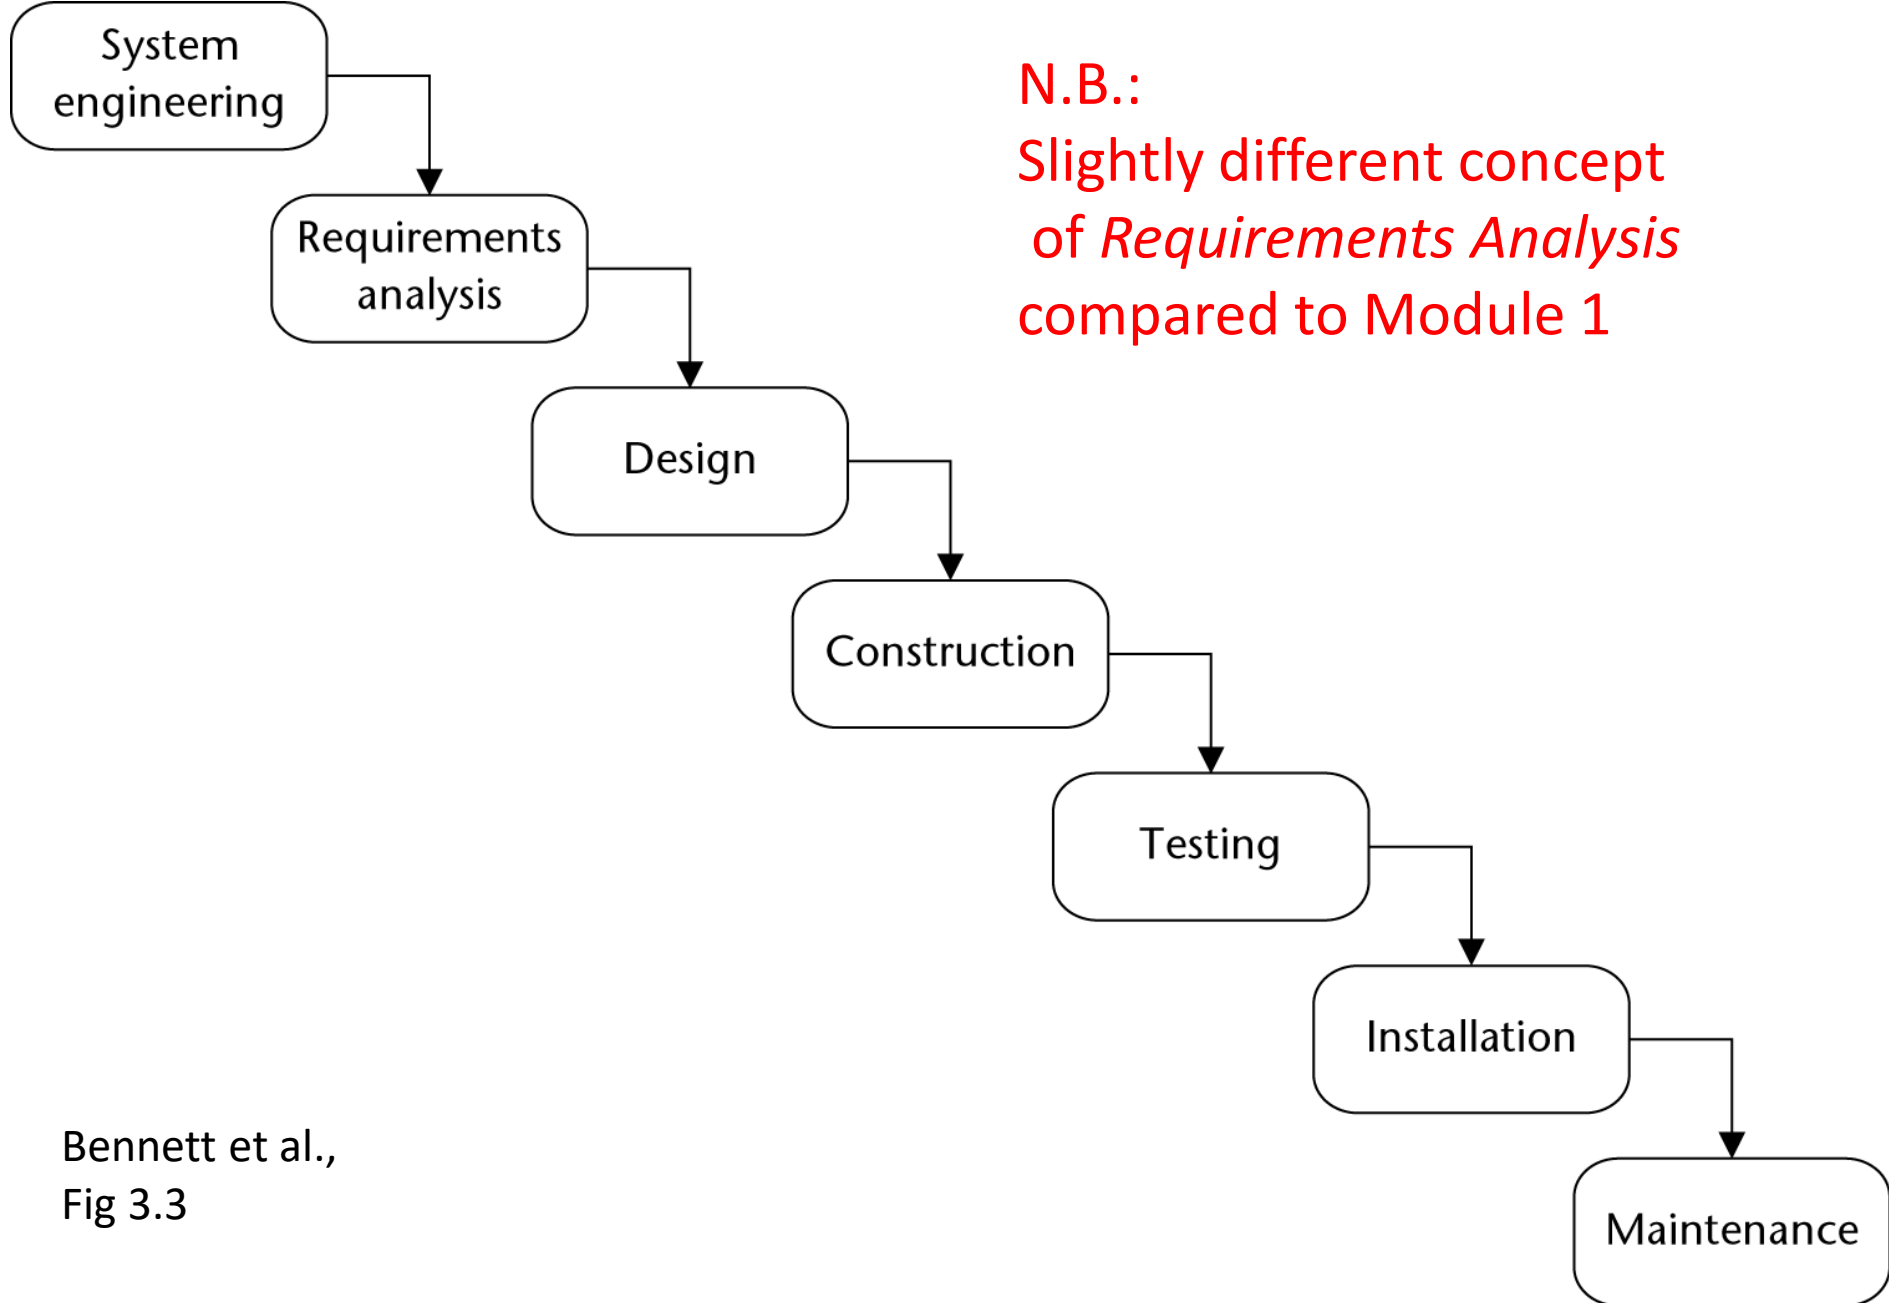 System
engineering
N.B.:
Slightly different concept
of Requirements Analysis
compared to Module 1
Requirements
analysis
Design
Construction
Testing
Installation
Maintenance
Bennett et al.,
Fig 3.3